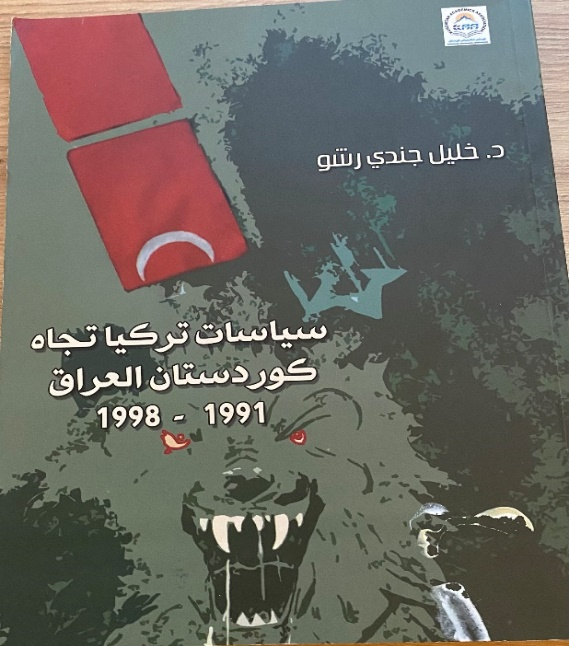 د. خليل جندي رشو
سياسات تركيا تجاه
كوردستان العراق
1991 - 1998